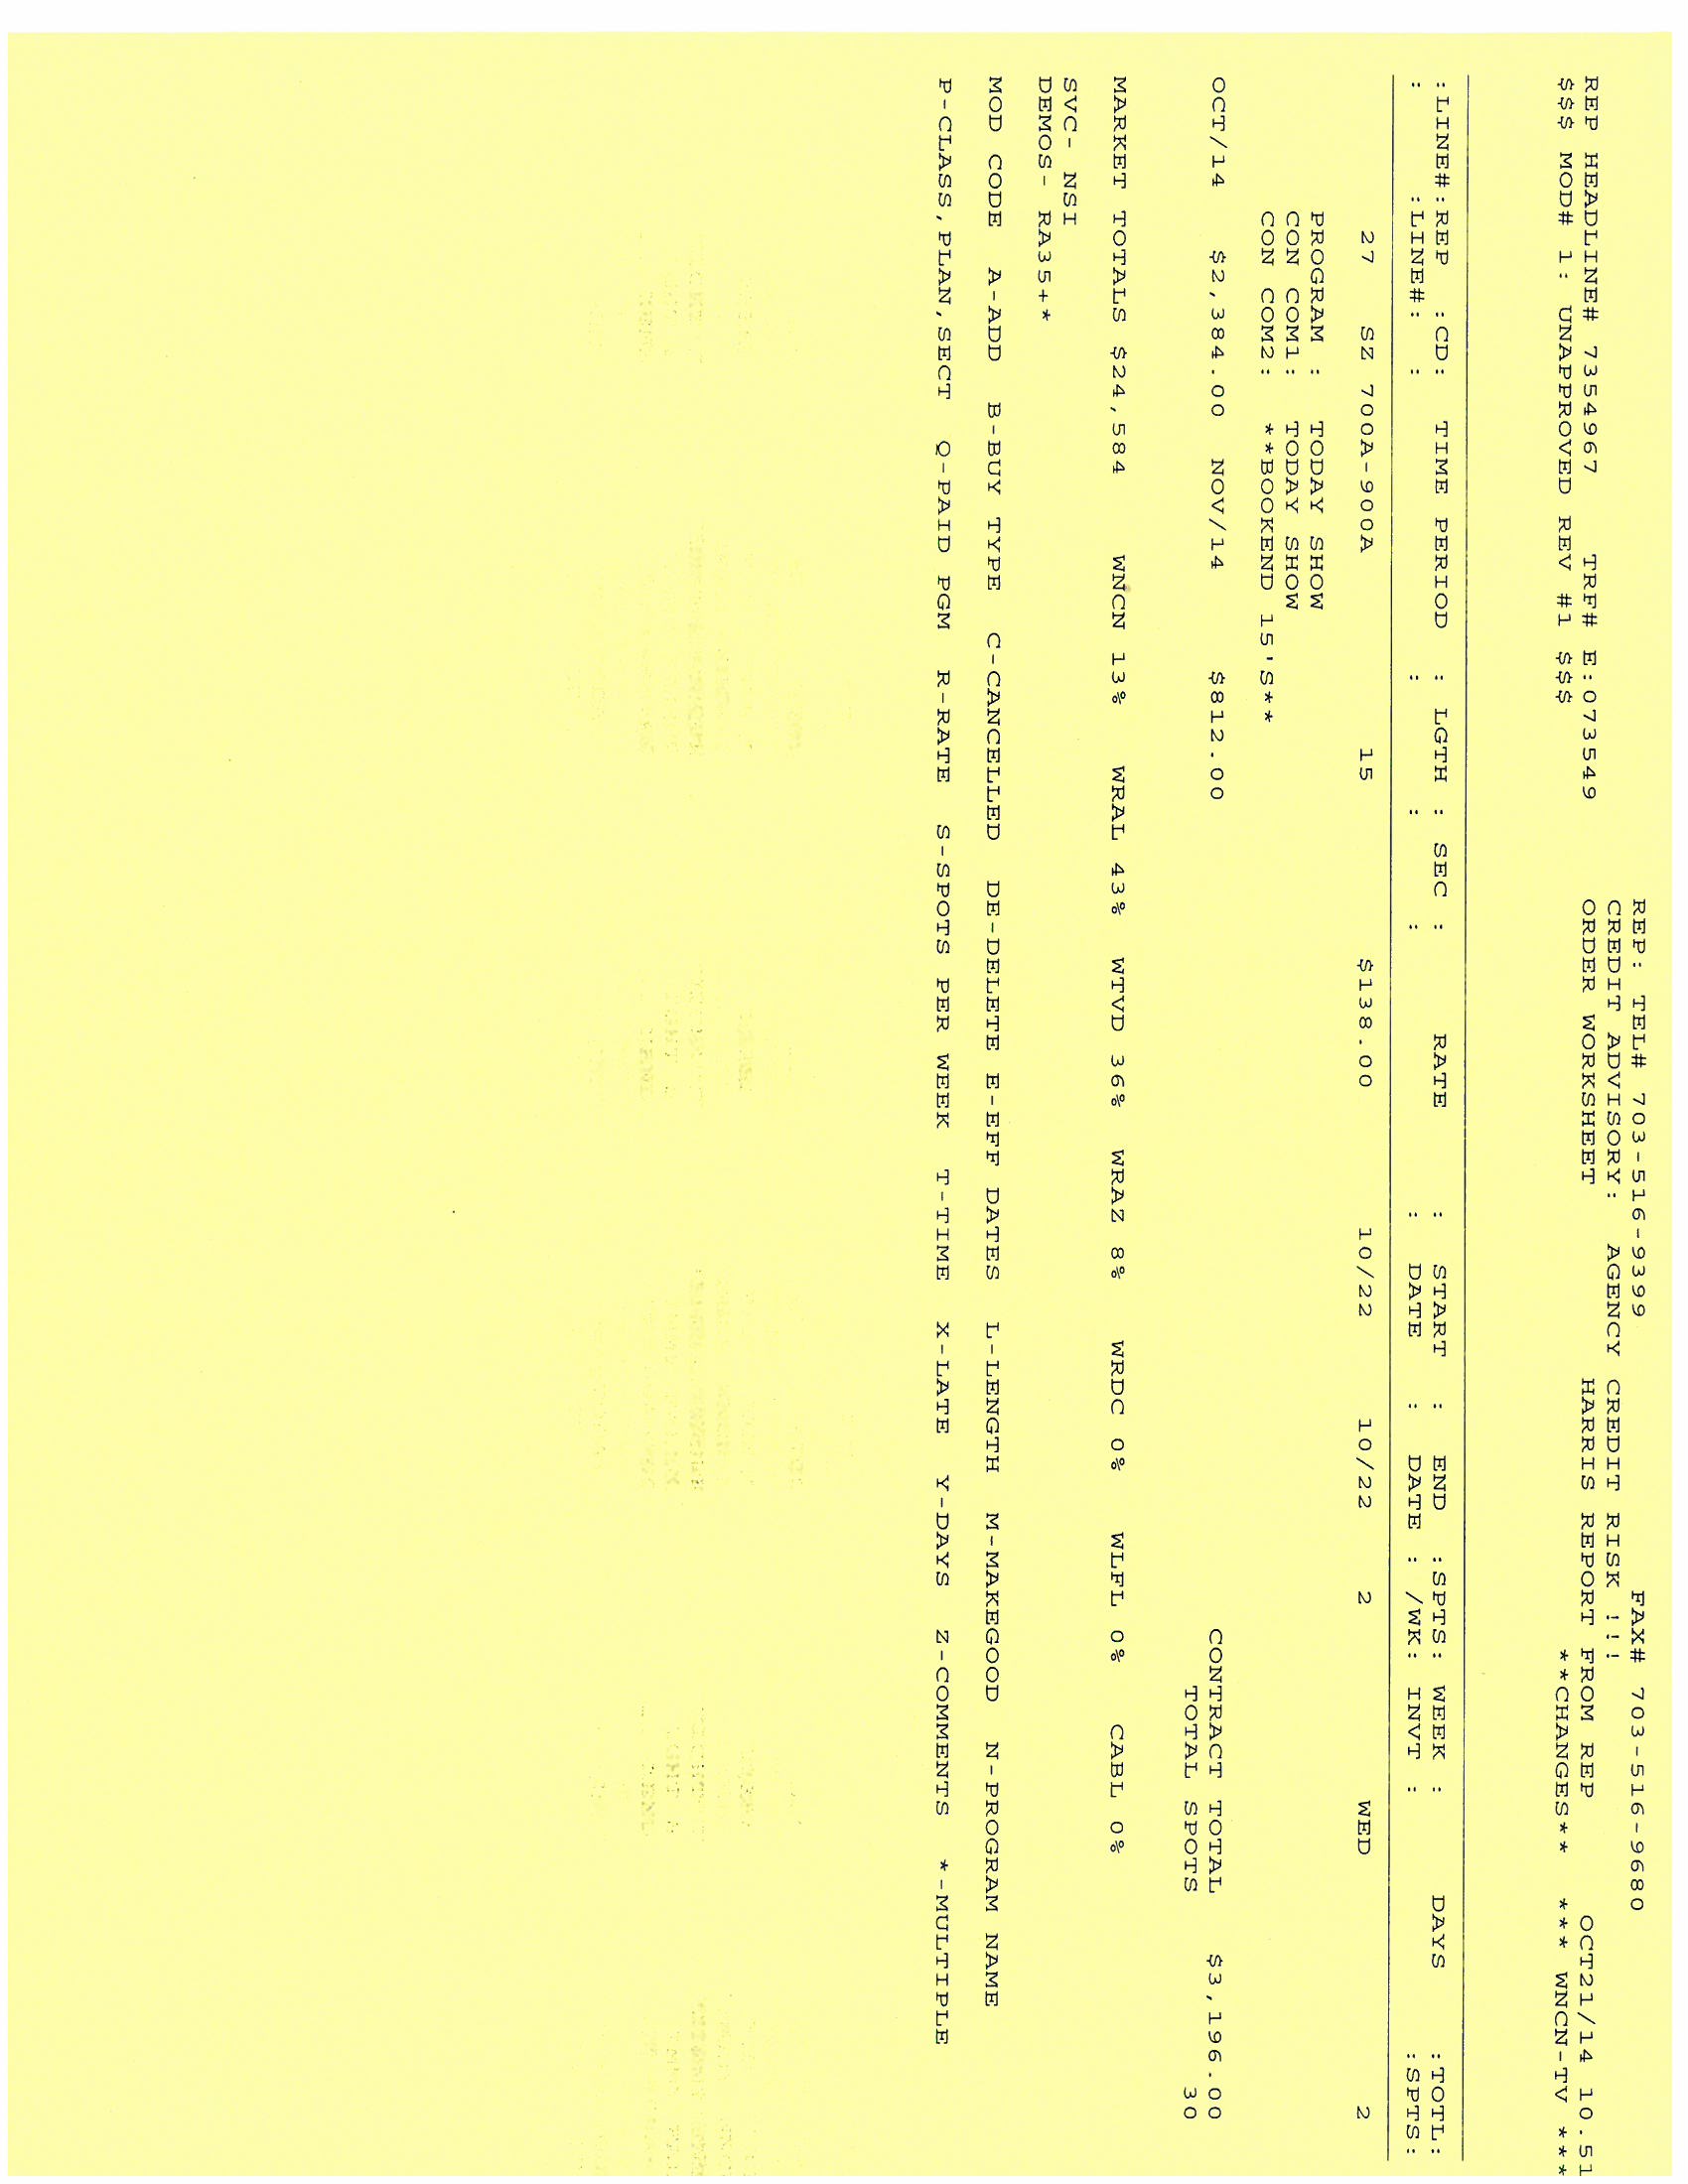 REP: TEL# 703-516-9399 FAX# 703-516-9680
CREDIT ADVISORY: AGENCY CREDIT RISK !!!
REP HEADLINE# 7354967 TRF# E:073549 ORDER WORKSHEET HARRIS REPORT FROM REP OCT21/14 10.51
$$$ MOD# 1: UNAPPROVED REV #1 $$$ **CHANGES** *** WNCN-TV ***
:LINE#:REP :CD: TIME PERIOD : LGTH : SEC : RATE : START : END :SPTS: WEEK : DAYS :TOTL:
: :LINE#: : : : : : DATE : DATE : /WK: INVT : :SPTS:
27 SZ 700A-900A 15 $138.00 10/22 10/22 2 WED 2
PROGRAM : TODAY SHOW
CON COM1: TODAY SHOW
CON COM2: **BOOKEND 15'S**
OCT/14 $2,384.00 NOV/14 $812.00 CONTRACT TOTAL $3,196.00
TOTAL SPOTS 30
MARKET TOTALS $24,584 WNCN 13% WRAL 43% WTVD 36% WRAZ 8% WRDC 0% WLFL 0% CABL 0%
SVC- NSI
DEMOS- RA35+*
MOD CODE A-ADD B-BUY TYPE C-CANCELLED DE-DELETE E-EFF DATES L-LENGTH M-MAKEGOOD N-PROGRAM NAME
P-CLASS,PLAN,SECT Q-PAID PGM R-RATE S-SPOTS PER WEEK T-TIME X-LATE Y-DAYS Z-COMMENTS *-MULTIPLE